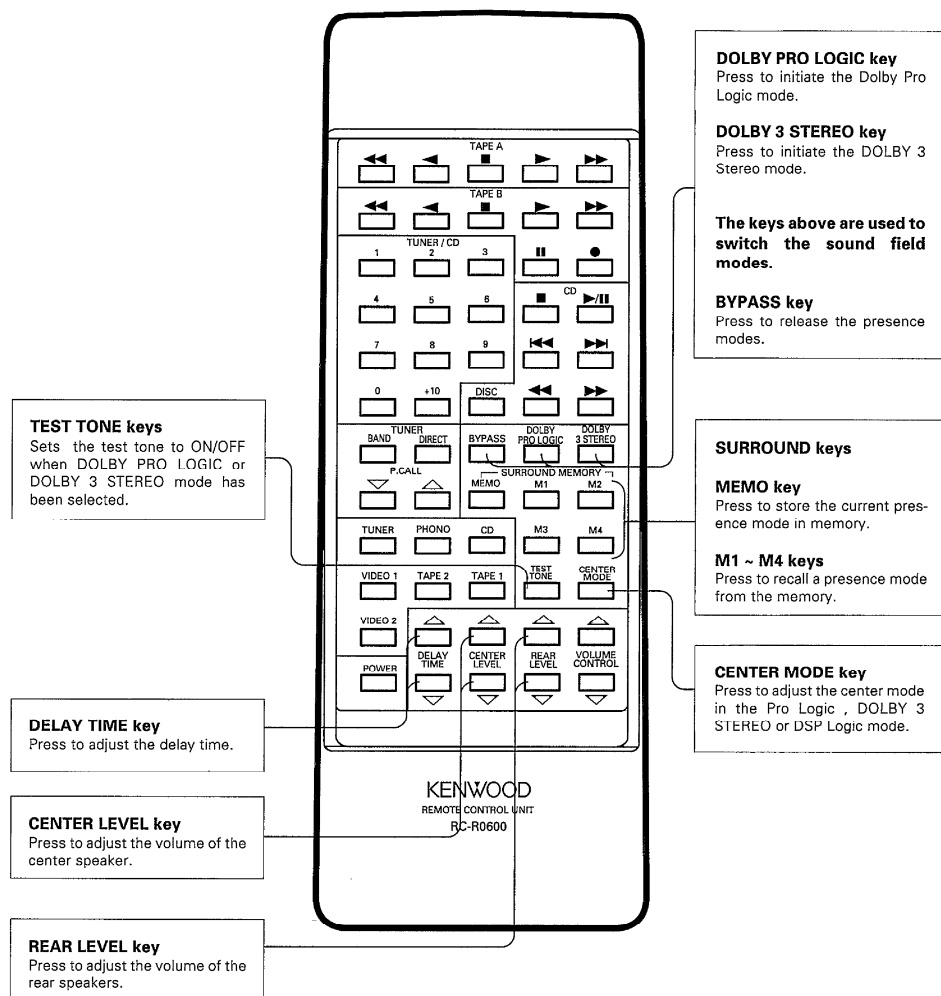 DOLBY PRO LOGIC key
Press to initiate the Dolby Pro
Logic mode.
DOLBY 3 STEREO key
Press to initiate the DOLBY 3
Stereo mode.
The keys above are used to
switch the sound field
modes.
BYPASS key
Press to release the presence
modes.
TAPE A
TAPE B
TUNER / CD
1 2 3
CD
4 5 6
7 8 9
0 +10 DISC
TUNER
BAND DIRECT
BYPASS
DOLBY
PRO LOGIC
DOLBY
3 STEREO
P.CALL
SURROUND MEMORY
MEMO M1 M2
TUNER PHONO CD M3 M4
VIDEO 1 TAPE 2 TAPE 1
TEST
TONE
CENTER
MODE
VIDEO 2
POWER
DELAY
TIME
CENTER
LEVEL
REAR
LEVEL
VOLUME
CONTROL
KENWOOD
REMOTE CONTROL UNIT
RC-R0600
TEST TONE keys
Sets the test tone to ON/OFF
when DOLBY PRO LOGIC or
DOLBY 3 STEREO mode has
been selected.
SURROUND keys
MEMO key
Press to store the current pres-
ence mode in memory.
M1 ~ M4 keys
Press to recall a presence mode
from the memory.
CENTER MODE key
Press to adjust the center mode
in the Pro Logic , DOLBY 3
STEREO or DSP Logic mode.
DELAY TIME key
Press to adjust the delay time.
CENTER LEVEL key
Press to adjust the volume of the
center speaker.
REAR LEVEL key
Press to adjust the volume of the
rear speakers.